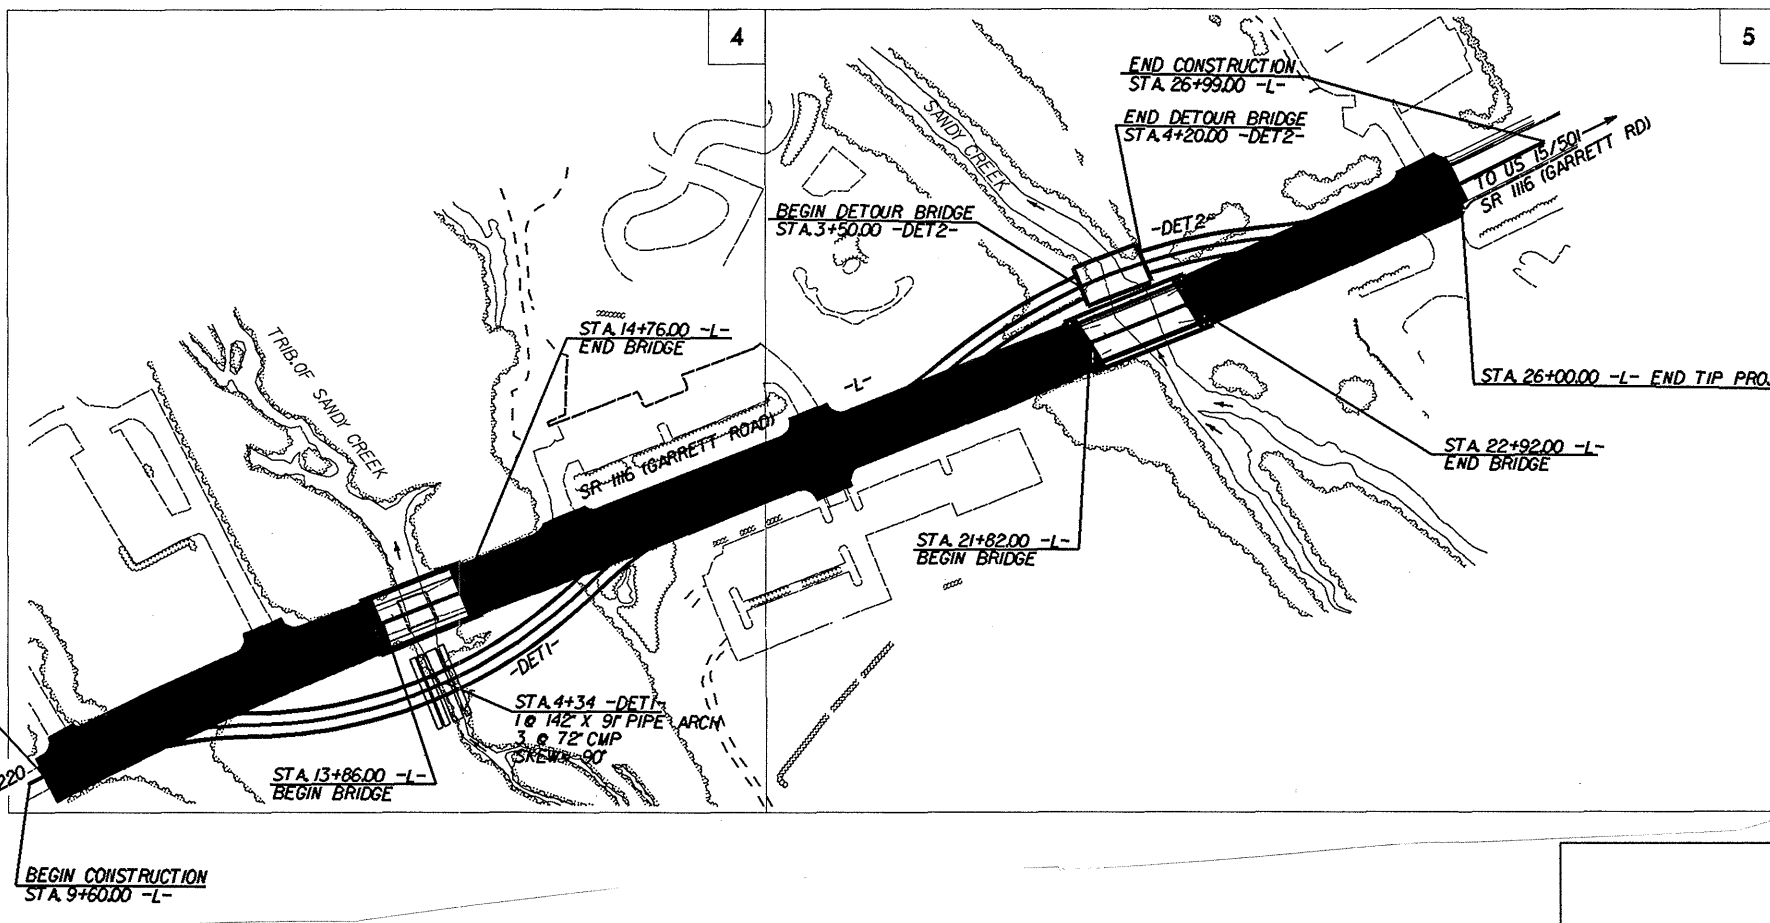 4
5
END CONSTRUCTION
STA. 26+99.00 -L-
END DETOUR BRIDGE
STA. 4+20.00 -DET2-
SANDY CREEK
TO US 15/501
SR 1116 (GARRETT RD)
BEGIN DETOUR BRIDGE
STA. 3+50.00 -DET2-
-DET2-
STA. 14+76.00 -L-
END BRIDGE
TRIB. OF SANDY CREEK
-L-
STA. 26+00.00 -L- END TIP PROJ
SR 1116 (GARRETT ROAD)
STA. 22+92.00 -L-
END BRIDGE
STA. 21+82.00 -L-
BEGIN BRIDGE
-DET1-
STA. 4+34 -DET1-
1 @ 142" X 91" PIPE ARCH
3 @ 72" CMP
SKEW = 90°
220
STA. 13+86.00 -L-
BEGIN BRIDGE
BEGIN CONSTRUCTION
STA. 9+60.00 -L-